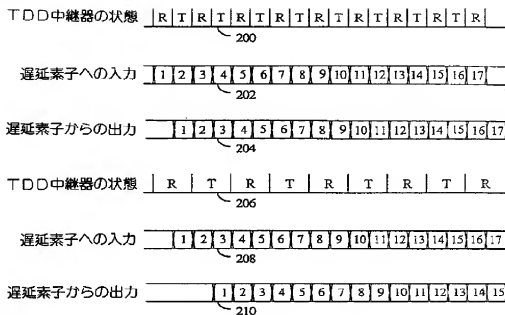 TDD中継器の状態 R T R T R T R T R T R T R T R T R
200
遅延素子への入力 1 2 3 4 5 6 7 8 9 10 11 12 13 14 15 16 17
202
遅延素子からの出力 1 2 3 4 5 6 7 8 9 10 11 12 13 14 15 16 17
204
TDD中継器の状態 R T R T R T R T R
206
遅延素子への入力 1 2 3 4 5 6 7 8 9 10 11 12 13 14 15 16 17
208
遅延素子からの出力 1 2 3 4 5 6 7 8 9 10 11 12 13 14 15
210